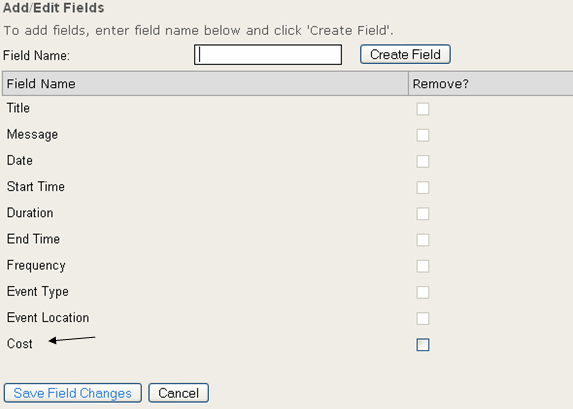 Add/Edit Fields
To add fields, enter field name below and click 'Create Field'.
Field Name: Create Field
Field Name Remove?
Title
Message
Date
Start Time
Duration
End Time
Frequency
Event Type
Event Location
Cost
Save Field Changes Cancel